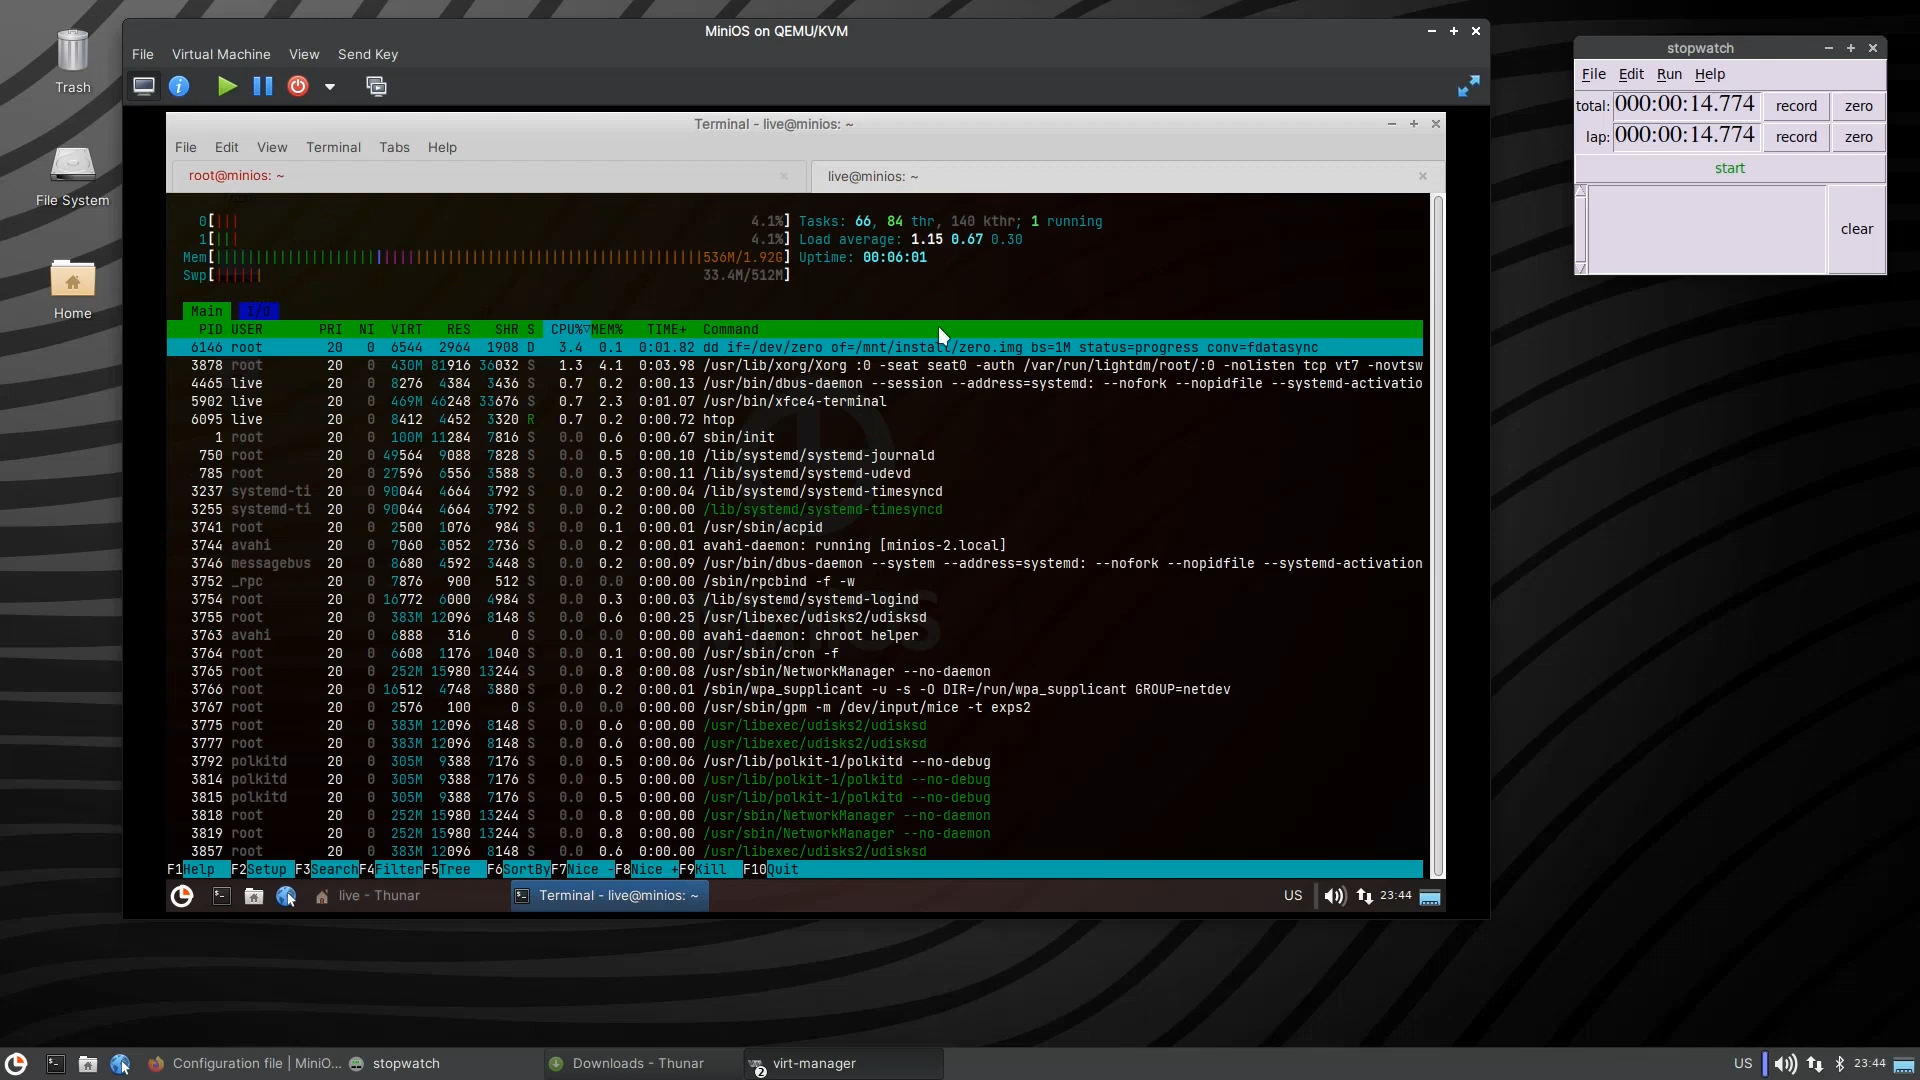 Trash
File System
Home
MiniOS on QEMU/KVM
File Virtual Machine View Send Key
Terminal - live@minios: ~
File Edit View Terminal Tabs Help
root@minios: ~
live@minios: ~
0[||| 4.1%] Tasks: 66, 84 thr, 140 kthr; 1 running
1[||| 4.1%] Load average: 1.15 0.67 0.30
Mem[ 536M/1.92G] Uptime: 00:06:01
Swp[|||||| 33.4M/512M]
Main I/O
PID USER PRI NI VIRT RES SHR S CPU%▽MEM% TIME+ Command
6146 root 20 0 6544 2964 1908 D 3.4 0.1 0:01.82 dd if=/dev/zero of=/mnt/install/zero.img bs=1M status=progress conv=fdatasync
3878 root 20 0 430M 81916 36032 S 1.3 4.1 0:03.98 /usr/lib/xorg/Xorg :0 -seat seat0 -auth /var/run/lightdm/root/:0 -nolisten tcp vt7 -novtsw
4465 live 20 0 8276 4384 3436 S 0.7 0.2 0:00.13 /usr/bin/dbus-daemon --session --address=systemd: --nofork --nopidfile --systemd-activatio
5902 live 20 0 469M 46248 33676 S 0.7 2.3 0:01.07 /usr/bin/xfce4-terminal
6095 live 20 0 8412 4452 3320 R 0.7 0.2 0:00.72 htop
1 root 20 0 100M 11284 7816 S 0.0 0.6 0:00.67 sbin/init
750 root 20 0 49564 9088 7828 S 0.0 0.5 0:00.10 /lib/systemd/systemd-journald
785 root 20 0 27596 6556 3588 S 0.0 0.3 0:00.11 /lib/systemd/systemd-udevd
3237 systemd-ti 20 0 90044 4664 3792 S 0.0 0.2 0:00.04 /lib/systemd/systemd-timesyncd
3255 systemd-ti 20 0 90044 4664 3792 S 0.0 0.2 0:00.00 /lib/systemd/systemd-timesyncd
3741 root 20 0 2500 1076 984 S 0.0 0.1 0:00.01 /usr/sbin/acpid
3744 avahi 20 0 7060 3052 2736 S 0.0 0.2 0:00.01 avahi-daemon: running [minios-2.local]
3746 messagebus 20 0 8680 4592 3448 S 0.0 0.2 0:00.09 /usr/bin/dbus-daemon --system --address=systemd: --nofork --nopidfile --systemd-activation
3752 _rpc 20 0 7876 900 512 S 0.0 0.0 0:00.00 /sbin/rpcbind -f -w
3754 root 20 0 16772 6000 4984 S 0.0 0.3 0:00.03 /lib/systemd/systemd-logind
3755 root 20 0 383M 12096 8148 S 0.0 0.6 0:00.25 /usr/libexec/udisks2/udisksd
3763 avahi 20 0 6888 316 0 S 0.0 0.0 0:00.00 avahi-daemon: chroot helper
3764 root 20 0 6608 1176 1040 S 0.0 0.1 0:00.00 /usr/sbin/cron -f
3765 root 20 0 252M 15980 13244 S 0.0 0.8 0:00.08 /usr/sbin/NetworkManager --no-daemon
3766 root 20 0 16512 4748 3880 S 0.0 0.2 0:00.01 /sbin/wpa_supplicant -u -s -O DIR=/run/wpa_supplicant GROUP=netdev
3767 root 20 0 2576 100 0 S 0.0 0.0 0:00.00 /usr/sbin/gpm -m /dev/input/mice -t exps2
3775 root 20 0 383M 12096 8148 S 0.0 0.6 0:00.00 /usr/libexec/udisks2/udisksd
3777 root 20 0 383M 12096 8148 S 0.0 0.6 0:00.00 /usr/libexec/udisks2/udisksd
3792 polkitd 20 0 305M 9388 7176 S 0.0 0.5 0:00.06 /usr/lib/polkit-1/polkitd --no-debug
3814 polkitd 20 0 305M 9388 7176 S 0.0 0.5 0:00.00 /usr/lib/polkit-1/polkitd --no-debug
3815 polkitd 20 0 305M 9388 7176 S 0.0 0.5 0:00.00 /usr/lib/polkit-1/polkitd --no-debug
3818 root 20 0 252M 15980 13244 S 0.0 0.8 0:00.00 /usr/sbin/NetworkManager --no-daemon
3819 root 20 0 252M 15980 13244 S 0.0 0.8 0:00.00 /usr/sbin/NetworkManager --no-daemon
3857 root 20 0 383M 12096 8148 S 0.0 0.6 0:00.00 /usr/libexec/udisks2/udisksd
F1Help F2Setup F3SearchF4FilterF5Tree F6SortByF7Nice -F8Nice +F9Kill F10Quit
live - Thunar
Terminal - live@minios: ~
US 23:44
stopwatch
File Edit Run Help
total: 000:00:14.774 record zero
lap: 000:00:14.774 record zero
start
clear
Configuration file | MiniO...
stopwatch
Downloads - Thunar
2 virt-manager
US 23:44